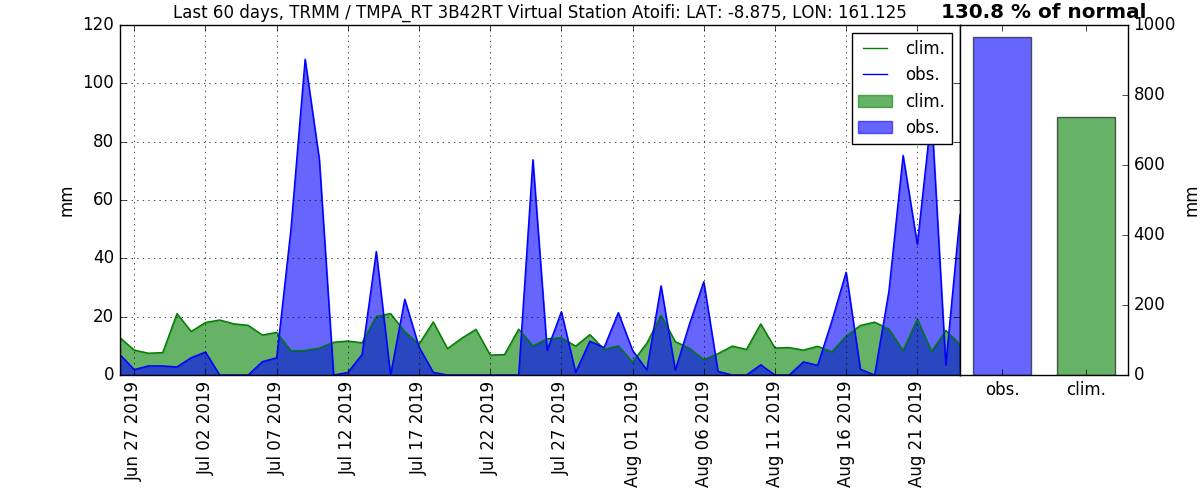 Last 60 days, TRMM / TMPA_RT 3B42RT Virtual Station Atoifi: LAT: -8.875, LON: 161.125
130.8 % of normal
mm
120
100
80
60
40
20
0
clim.
obs.
clim.
obs.
Jun 27 2019
Jul 02 2019
Jul 07 2019
Jul 12 2019
Jul 17 2019
Jul 22 2019
Jul 27 2019
Aug 01 2019
Aug 06 2019
Aug 11 2019
Aug 16 2019
Aug 21 2019
1000
800
600
400
200
0
mm
obs.
clim.